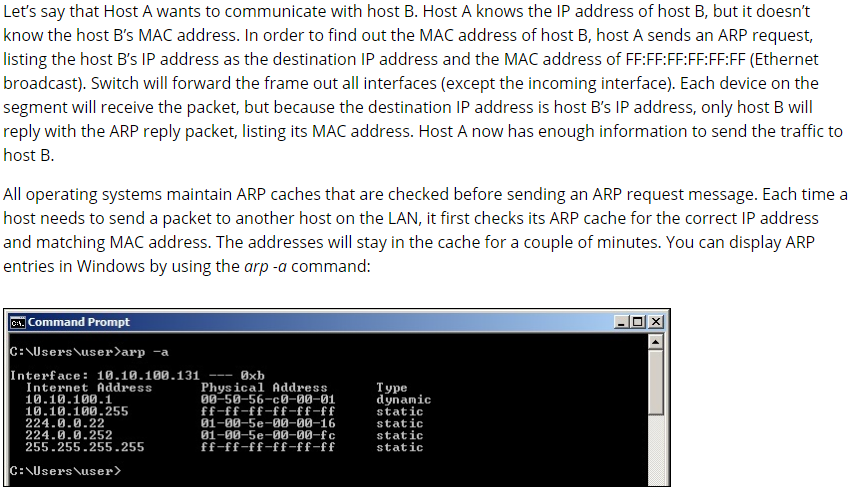 Let’s say that Host A wants to communicate with host B. Host A knows the IP address of host B, but it doesn’t
know the host B’s MAC address. In order to find out the MAC address of host B, host A sends an ARP request,
listing the host B’s IP address as the destination IP address and the MAC address of FF:FF:FF:FF:FF:FF (Ethernet
broadcast). Switch will forward the frame out all interfaces (except the incoming interface). Each device on the
segment will receive the packet, but because the destination IP address is host B’s IP address, only host B will
reply with the ARP reply packet, listing its MAC address. Host A now has enough information to send the traffic to
host B.
All operating systems maintain ARP caches that are checked before sending an ARP request message. Each time a
host needs to send a packet to another host on the LAN, it first checks its ARP cache for the correct IP address
and matching MAC address. The addresses will stay in the cache for a couple of minutes. You can display ARP
entries in Windows by using the arp -a command:
C:\. Command Prompt
C:\Users\user>arp -a
Interface: 10.10.100.131 --- 0xb
Internet Address Physical Address Type
10.10.100.1 00-50-56-c0-00-01 dynamic
10.10.100.255 ff-ff-ff-ff-ff-ff static
224.0.0.22 01-00-5e-00-00-16 static
224.0.0.252 01-00-5e-00-00-fc static
255.255.255.255 ff-ff-ff-ff-ff-ff static
C:\Users\user>